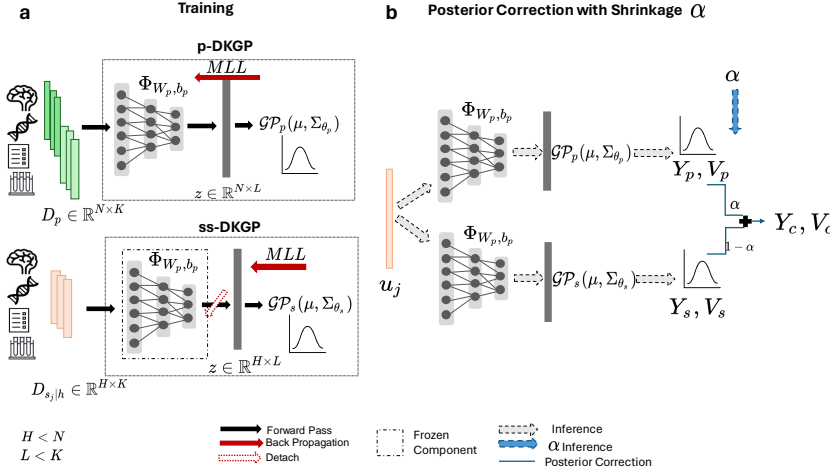 a
Training
p-DKGP
MLL
Φ_{W_p,b_p}
𝒢𝒫_p(μ, Σ_{θ_p})
z ∈ ℝ^{N×L}
D_p ∈ ℝ^{N×K}
ss-DKGP
Φ_{W_p,b_p}
MLL
𝒢𝒫_s(μ, Σ_{θ_s})
z ∈ ℝ^{H×L}
D_{s_j|h} ∈ ℝ^{H×K}
b
Posterior Correction with Shrinkage α
α
Φ_{W_p,b_p}
𝒢𝒫_p(μ, Σ_{θ_p})
Y_p, V_p
u_j
α
1 − α
Φ_{W_p,b_p}
𝒢𝒫_s(μ, Σ_{θ_s})
Y_s, V_s
H < N
L < K
Forward Pass
Back Propagation
Detach
Frozen
Component
Inference
α Inference
Posterior Correction